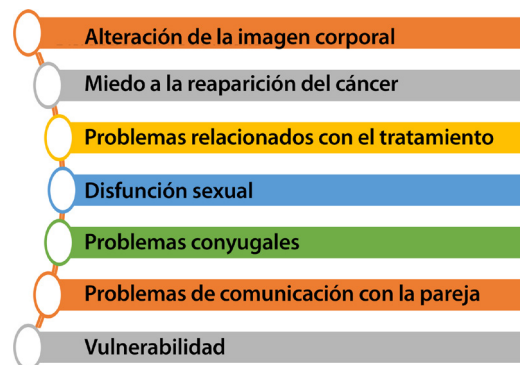 Alteración de la imagen corporal
Miedo a la reaparición del cáncer
Problemas relacionados con el tratamiento
Disfunción sexual
Problemas conyugales
Problemas de comunicación con la pareja
Vulnerabilidad